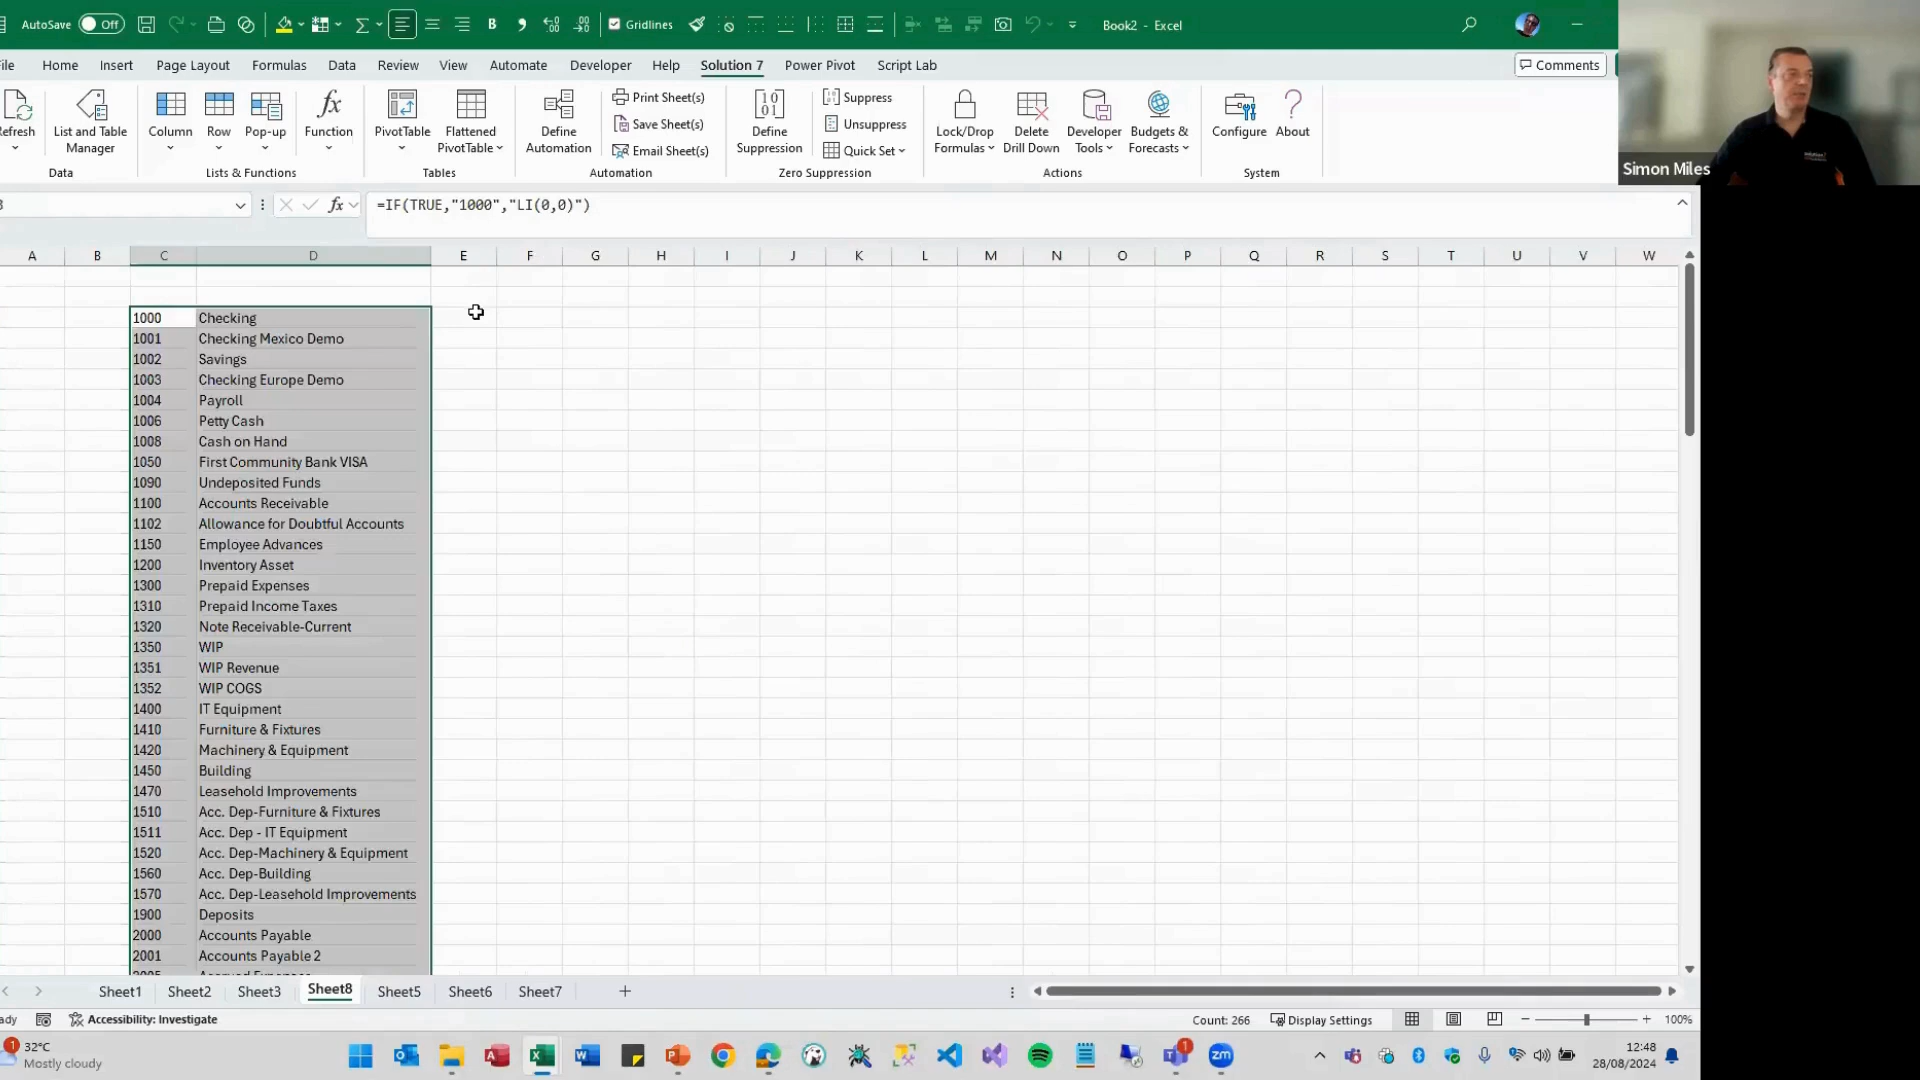 AutoSave Off Gridlines Book2 - Excel
ile Home Insert Page Layout Formulas Data Review View Automate Developer Help Solution 7 Power Pivot Script Lab Comments
efresh
List and Table Manager
Column
Row
Pop-up
Function
PivotTable
Flattened PivotTable
Define Automation
Print Sheet(s)
Save Sheet(s)
Email Sheet(s)
Define Suppression
Suppress
Unsuppress
Quick Set
Lock/Drop Formulas
Delete Drill Down
Developer Tools
Budgets & Forecasts
Configure
About
Data Lists & Functions Tables Automation Zero Suppression Actions System
Simon Miles
fx =IF(TRUE,"1000","LI(0,0)")
A B C D E F G H I J K L M N O P Q R S T U V W
1000 Checking
1001 Checking Mexico Demo
1002 Savings
1003 Checking Europe Demo
1004 Payroll
1006 Petty Cash
1008 Cash on Hand
1050 First Community Bank VISA
1090 Undeposited Funds
1100 Accounts Receivable
1102 Allowance for Doubtful Accounts
1150 Employee Advances
1200 Inventory Asset
1300 Prepaid Expenses
1310 Prepaid Income Taxes
1320 Note Receivable-Current
1350 WIP
1351 WIP Revenue
1352 WIP COGS
1400 IT Equipment
1410 Furniture & Fixtures
1420 Machinery & Equipment
1450 Building
1470 Leasehold Improvements
1510 Acc. Dep-Furniture & Fixtures
1511 Acc. Dep - IT Equipment
1520 Acc. Dep-Machinery & Equipment
1560 Acc. Dep-Building
1570 Acc. Dep-Leasehold Improvements
1900 Deposits
2000 Accounts Payable
2001 Accounts Payable 2
Sheet1 Sheet2 Sheet3 Sheet8 Sheet5 Sheet6 Sheet7
ady Accessibility: Investigate Count: 266 Display Settings 100%
1 32°C
Mostly cloudy
1
zm
12:48
28/08/2024